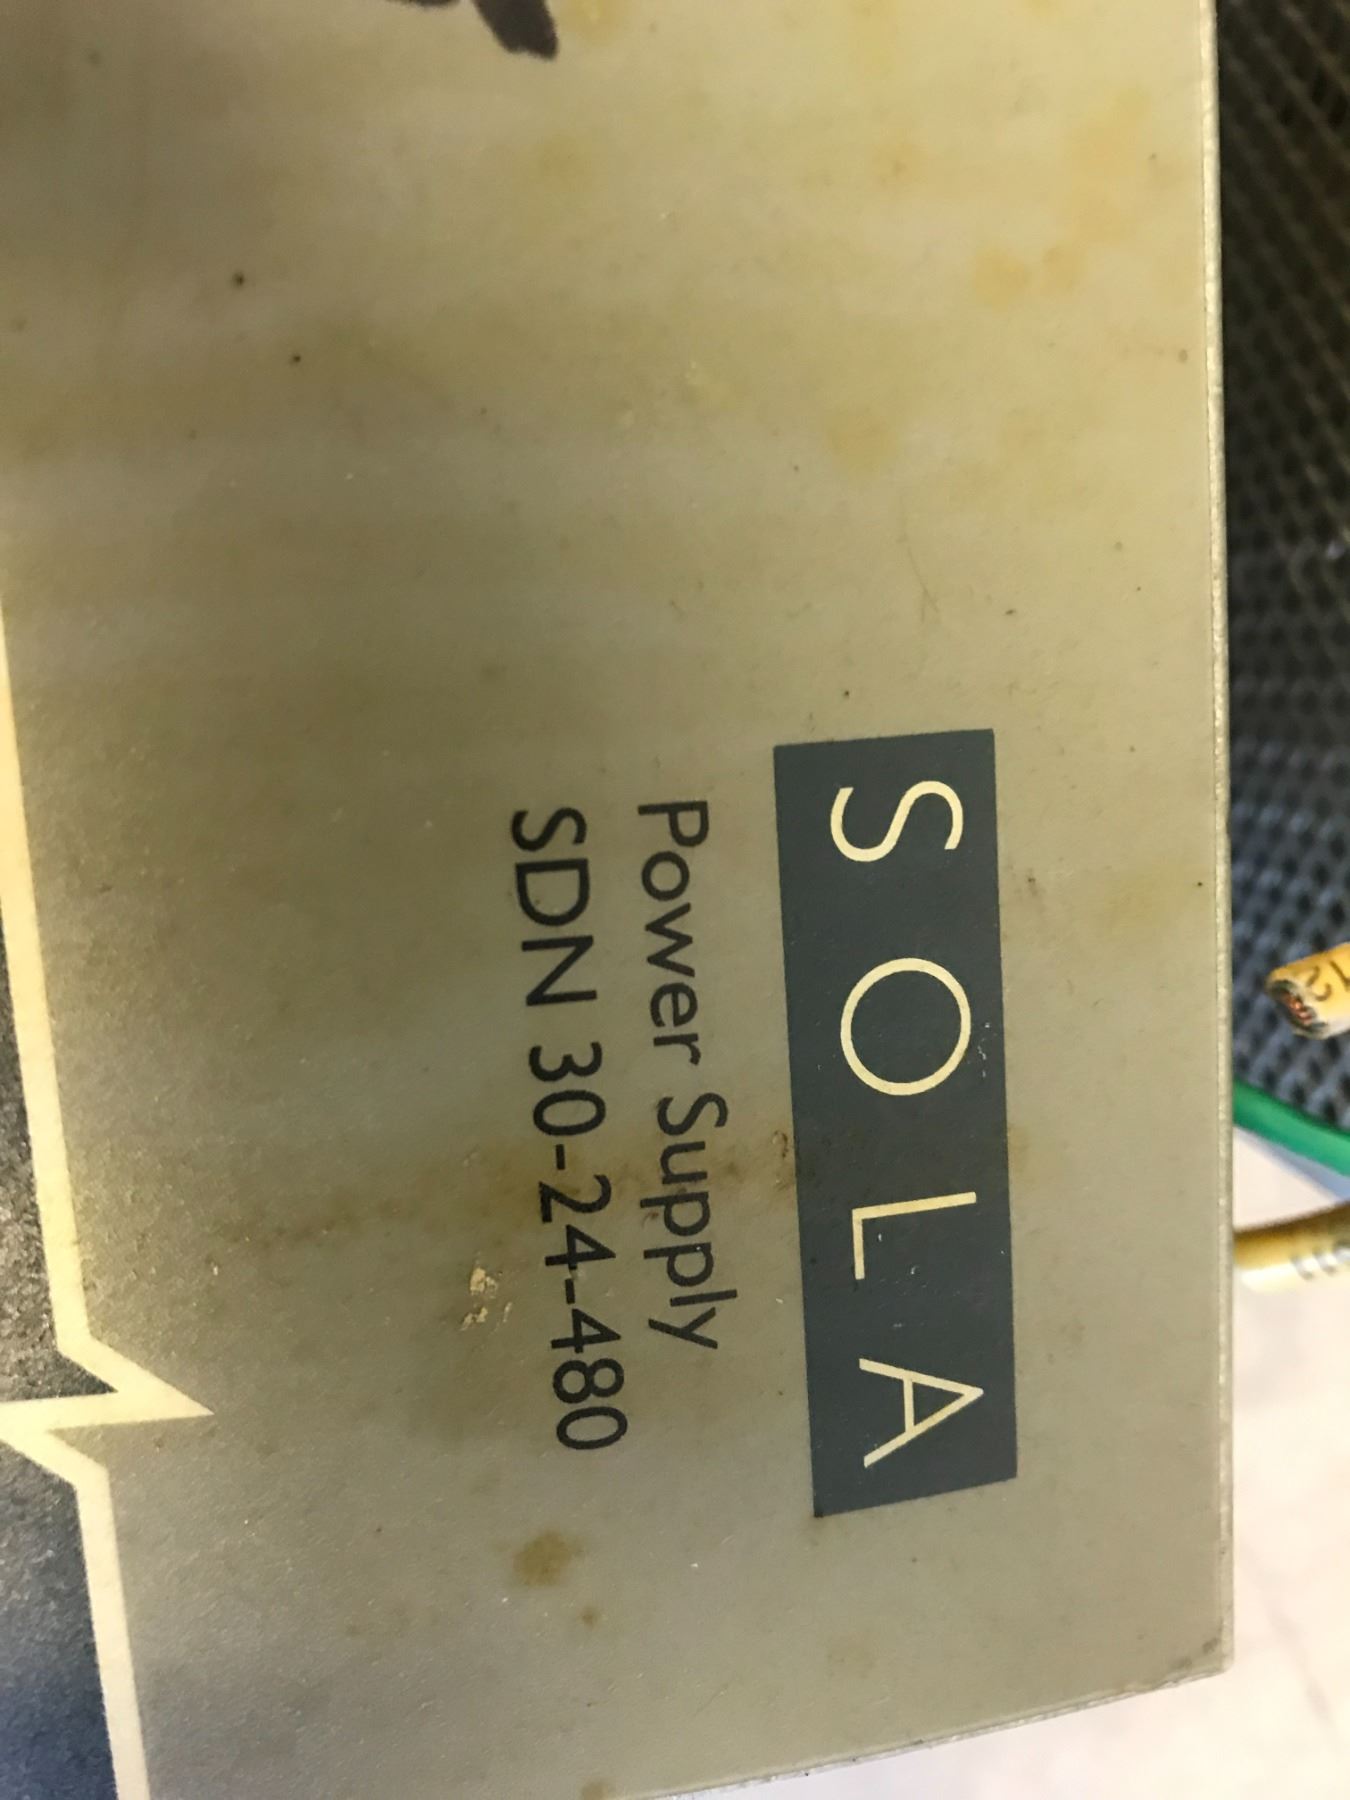 SOLA
Power Supply
SDN 30-24-480